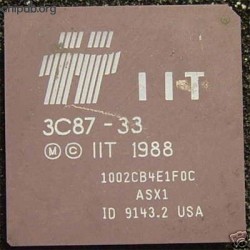 IIT
3C87-33
Ⓜ Ⓒ IIT 1988
1002CB4E1F0C
ASX1
ID 9143.2 USA